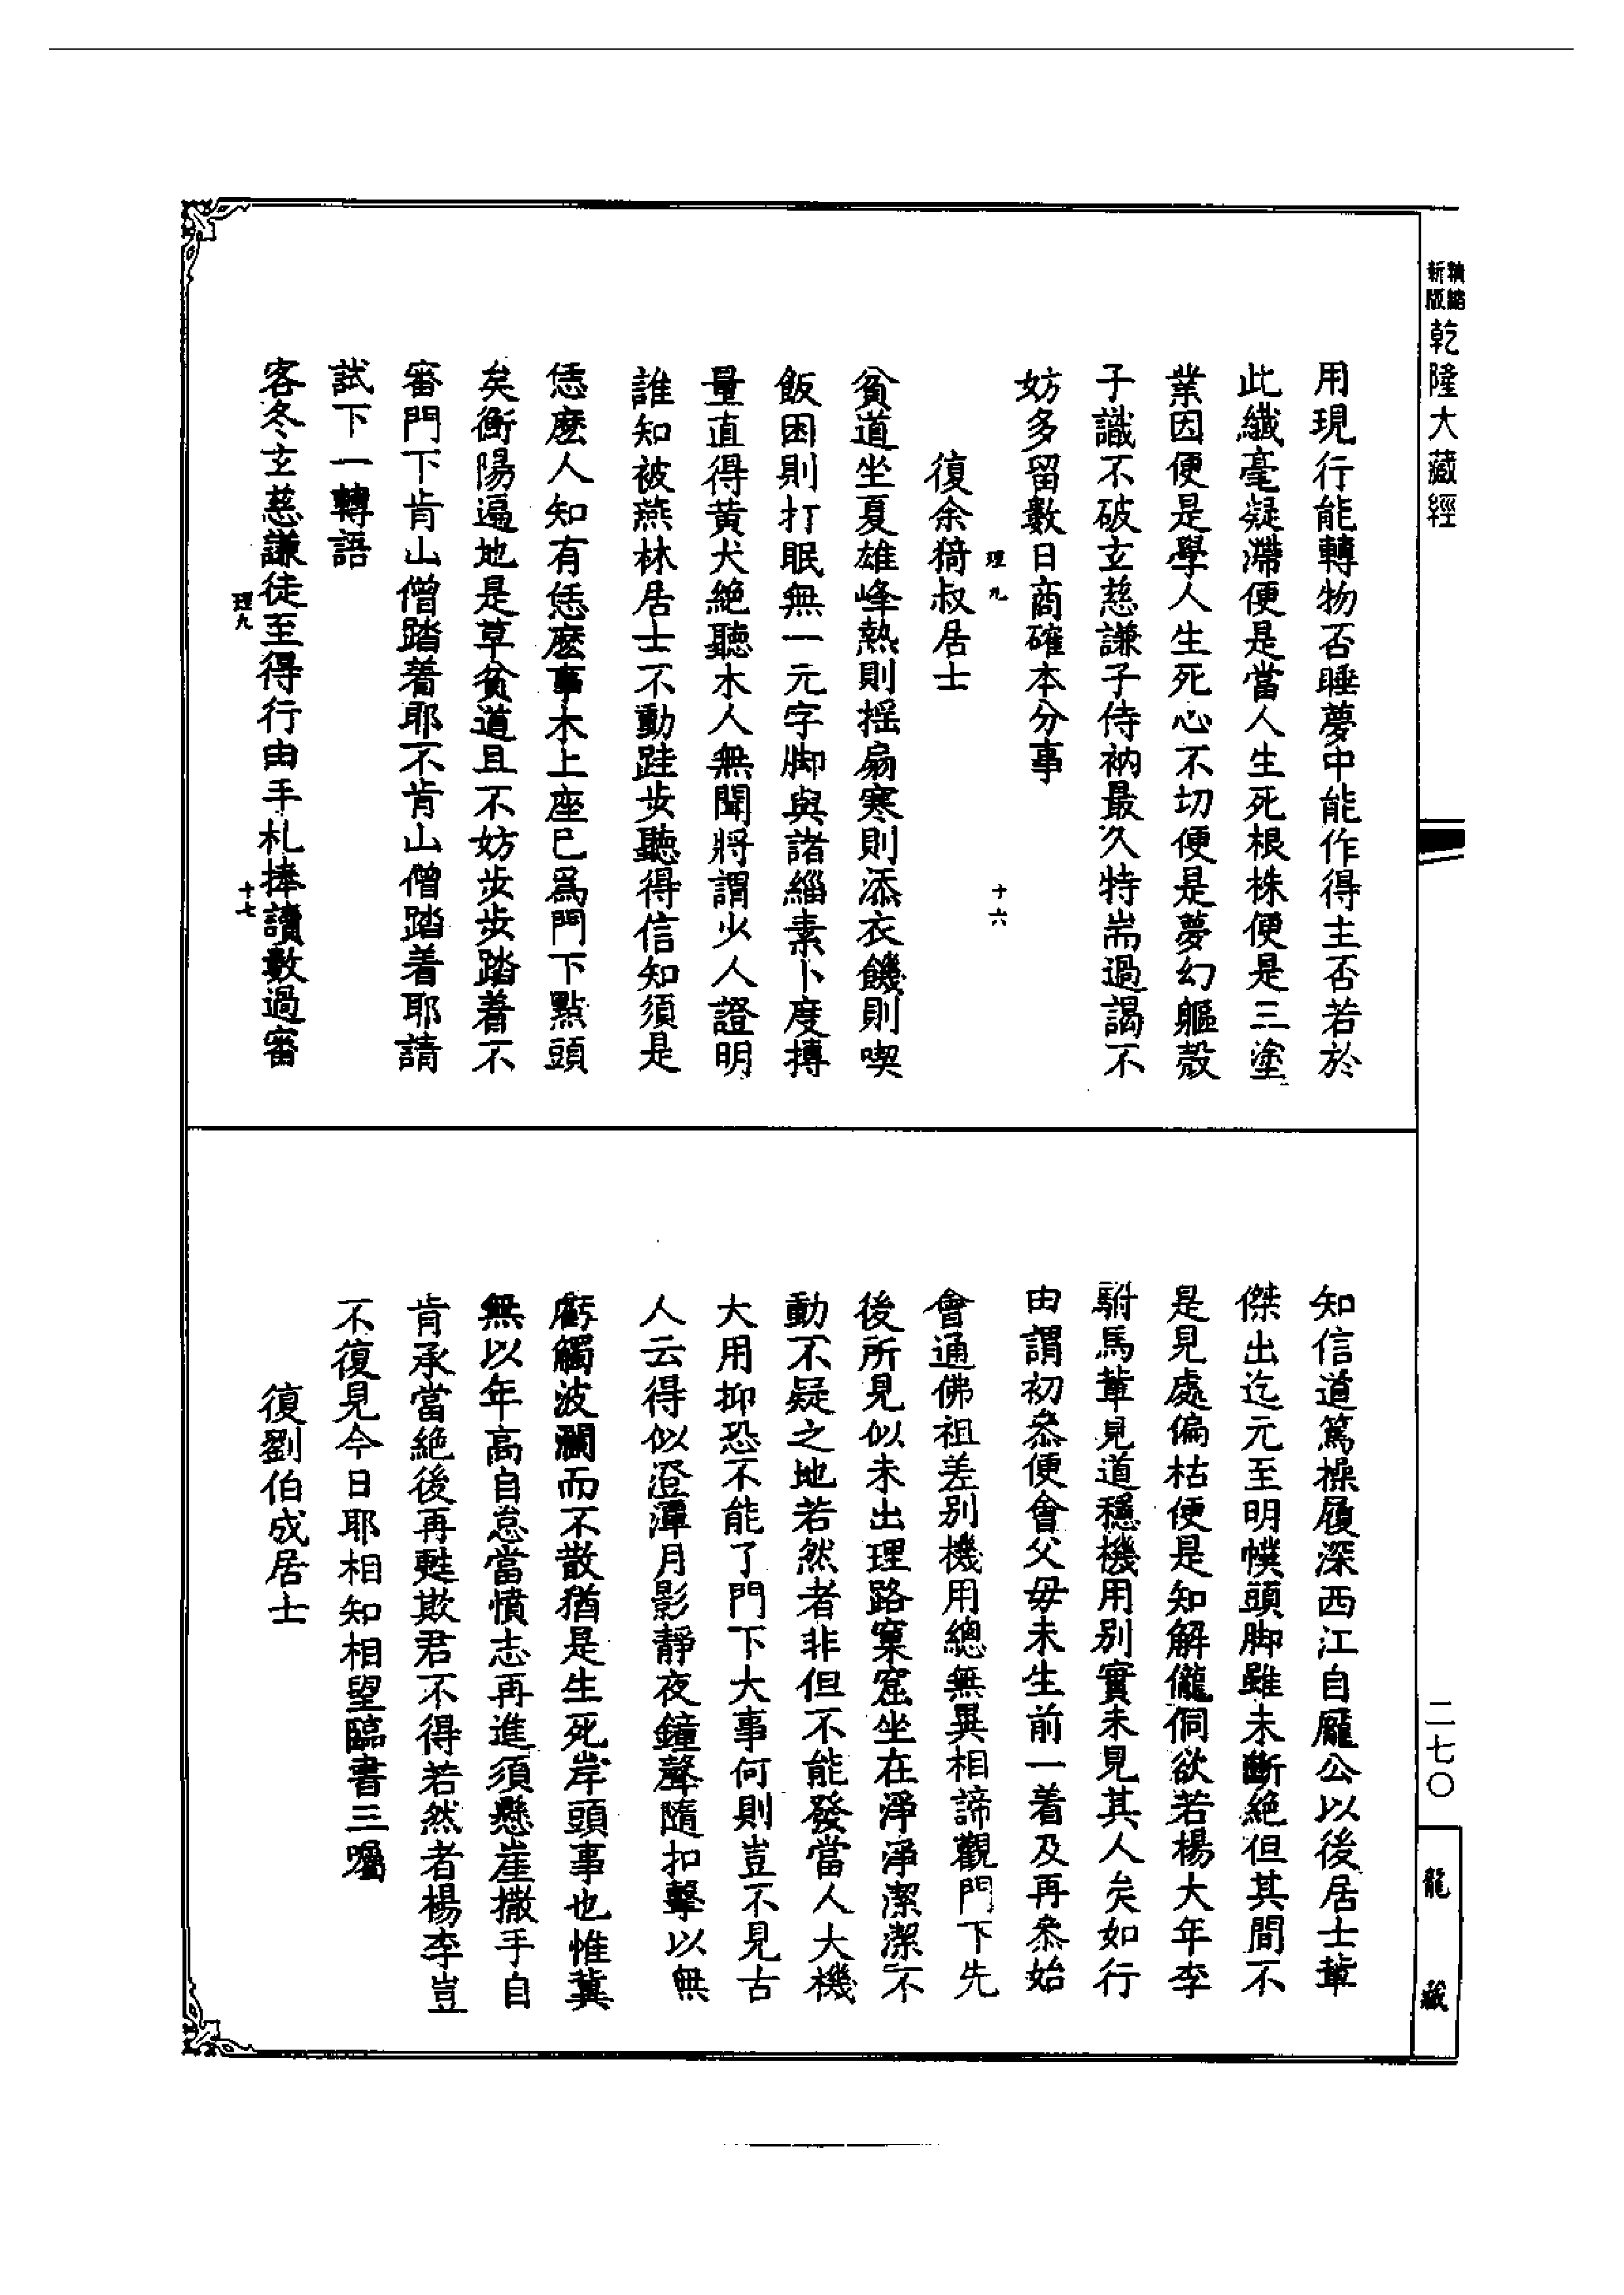 精縮新版乾隆大藏經
用現行能轉物否睡夢中能作得主否若於
此纖毫疑滯便是當人生死根株便是三塗
業因便是學人生死心不切便是夢幻軀殼
子識不破玄慈謙子侍衲最久特耑過謁不
妨多留數日商確本分事
理九 十六
復余猗叔居士
貧道坐夏雄峰熱則揺扇寒則添衣饑則喫
飯困則打眠無一元字脚與諸緇素卜度摶
量直得黄犬絶聽木人無聞將謂少人證明
誰知被燕林居士不動跬步聽得信知須是
恁麽人知有恁麽事木上座已爲門下點頭
矣衡陽遍地是草貧道且不妨步步踏着不
審門下肯山僧踏着耶不肯山僧踏着耶請
試下一轉語
客冬玄慈謙徒至得行由手札捧讀數過審
理九 十七
知信道篤操履深西江自龎公以後居士輩
傑出迄元至明幞頭脚雖未斷絶但其間不
是見處偏枯便是知解儱侗欲若楊大年李
駙馬輩見道穩機用别實未見其人矣如行
由謂初叅便會父毋未生前一着及再叅始
會通佛祖差別機用總無異相諦觀門下先
後所見似未出理路窠窟坐在淨淨潔潔不
動不疑之地若然者非但不能發當人大機
大用抑恐不能了門下大事何則豈不見古
人云得似澄潭月影靜夜鐘聲隨扣擊以無
虧觸波瀾而不散猶是生死岸頭事也惟冀
無以年高自怠當憤志再進須懸崖撒手自
肯承當絶後再甦欺君不得若然者楊李豈
不復見今日耶相知相望臨書三囑
復劉伯成居士
二七〇
龍藏